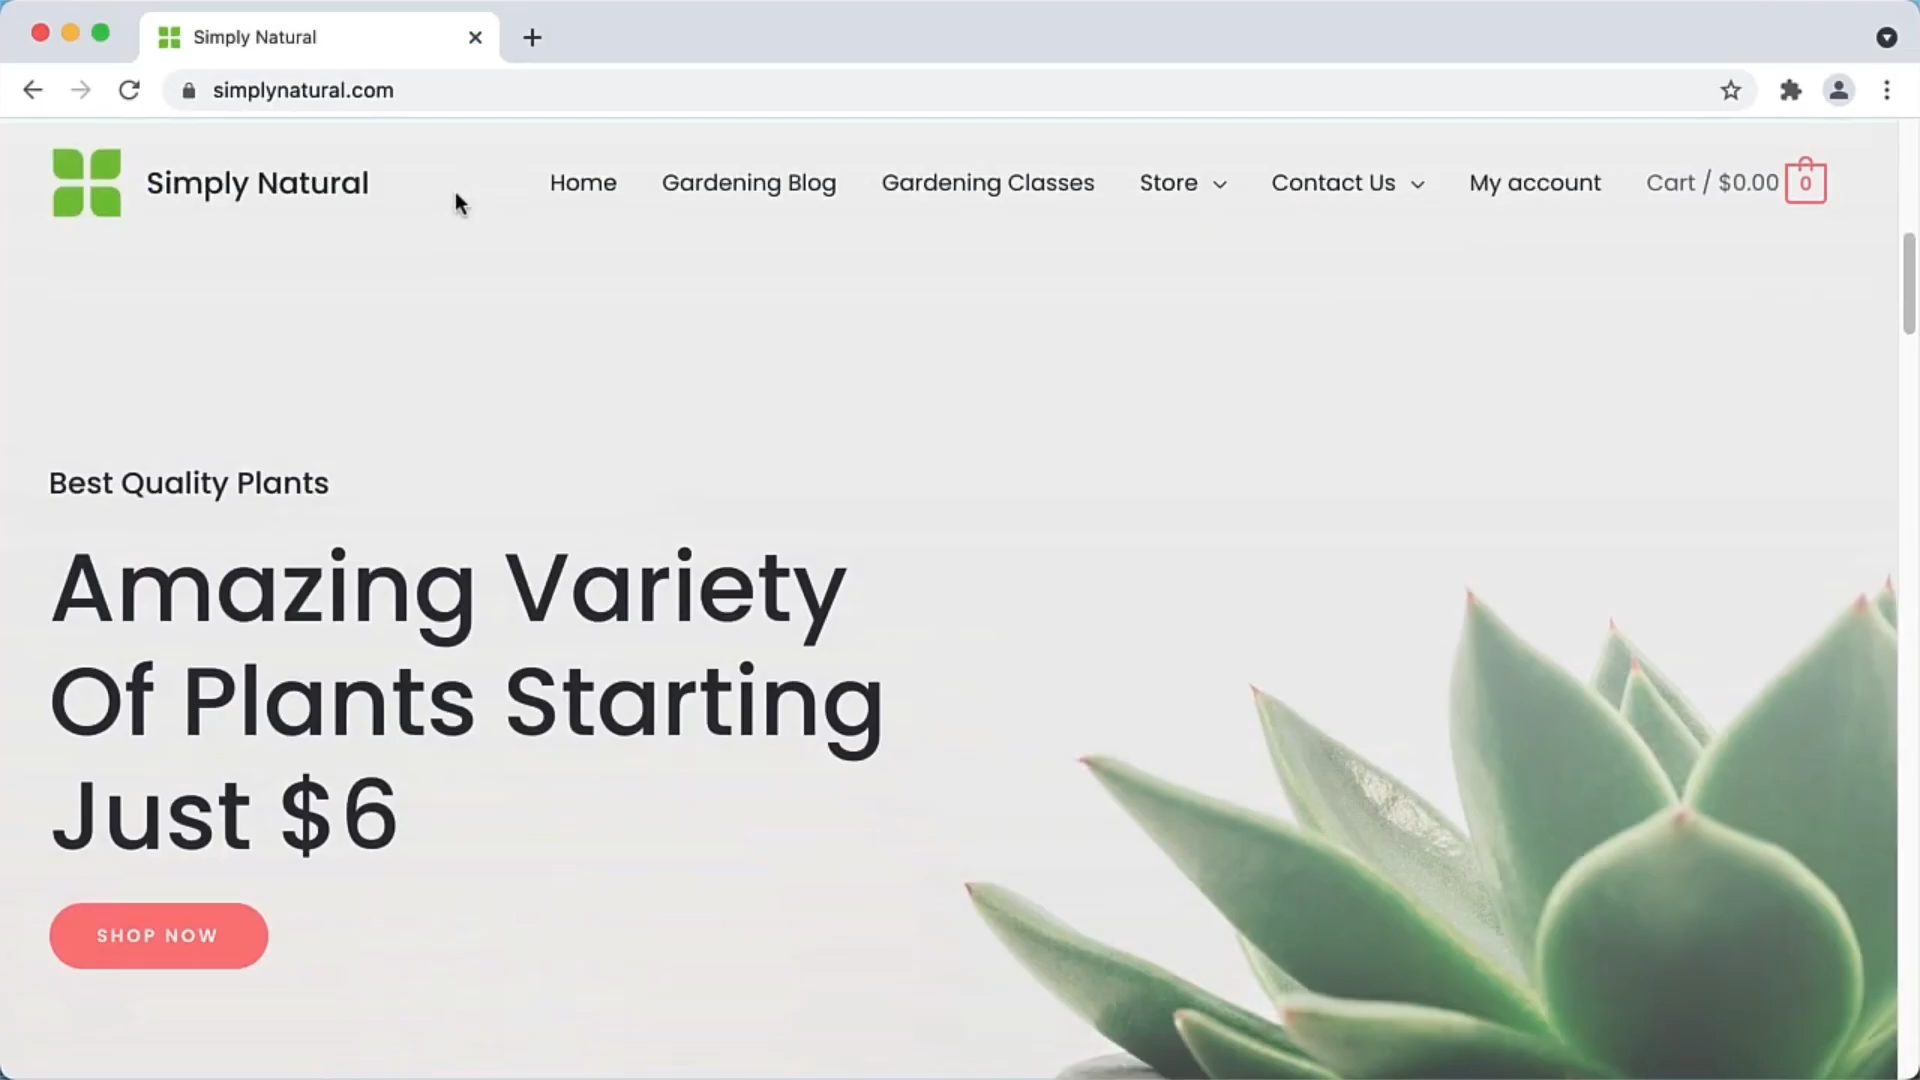 Simply Natural
simplynatural.com
Simply Natural
Home Gardening Blog Gardening Classes Store Contact Us My account Cart / $0.00 0
Best Quality Plants
Amazing Variety
Of Plants Starting
Just $6
SHOP NOW